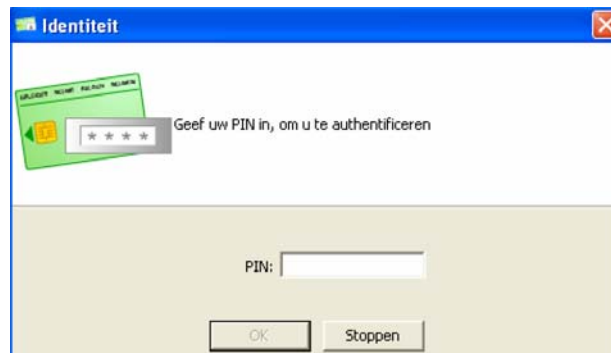 Identiteit
* * * *
Geef uw PIN in, om u te authentificeren
PIN:
OK
Stoppen